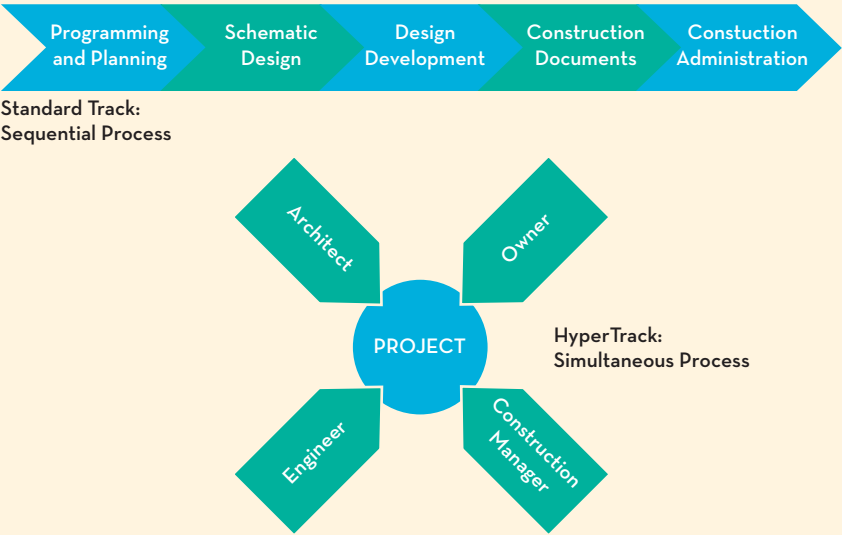 Programming
and Planning
Schematic
Design
Design
Development
Construction
Documents
Constuction
Administration
Standard Track:
Sequential Process
Architect
Owner
PROJECT
HyperTrack:
Simultaneous Process
Engineer
Construction
Manager